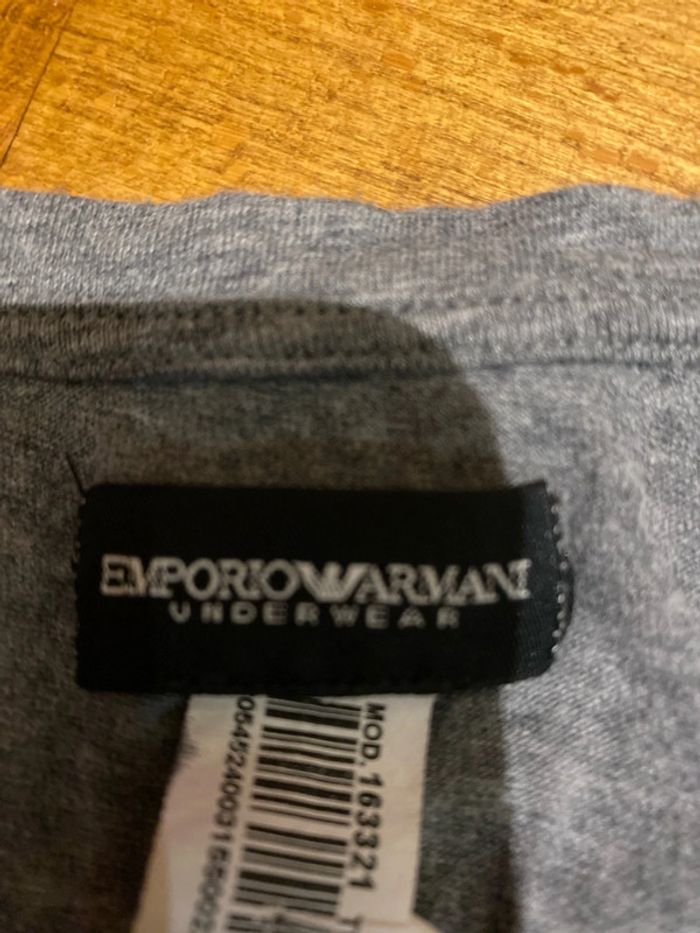 EMPORIO ARMANI
UNDERWEAR
MOD. 163321